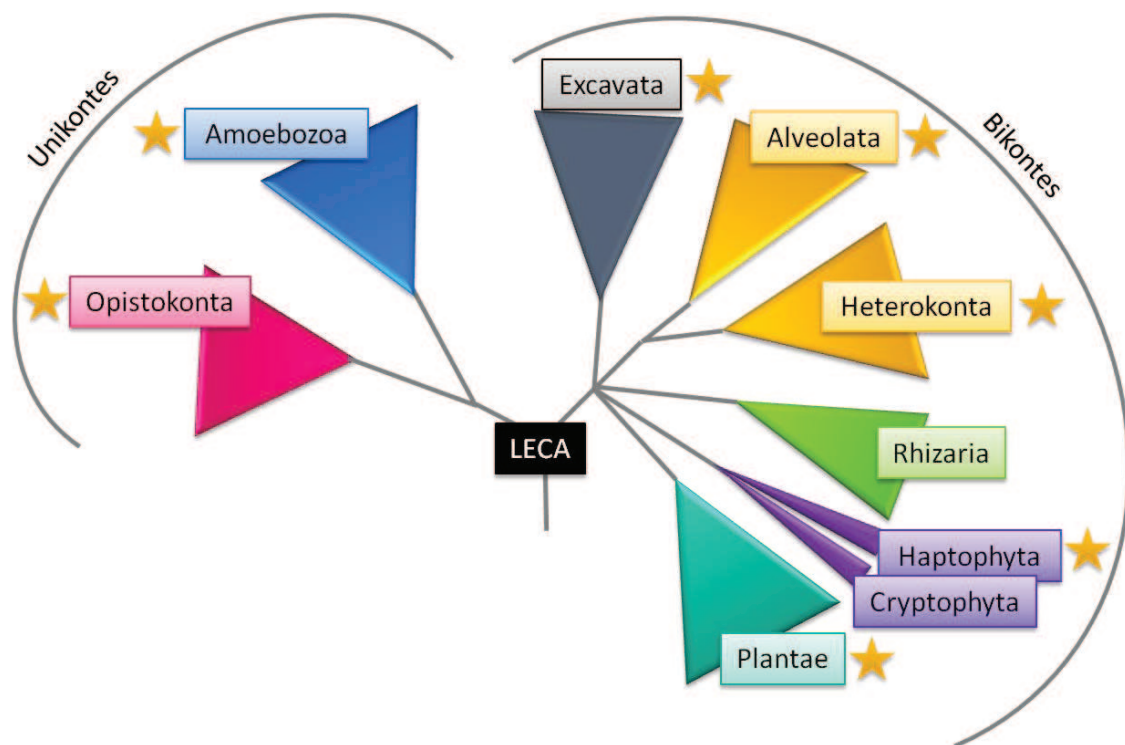 Unikontes
Amoebozoa
Opistokonta
LECA
Excavata
Alveolata
Bikontes
Heterokonta
Rhizaria
Haptophyta
Cryptophyta
Plantae